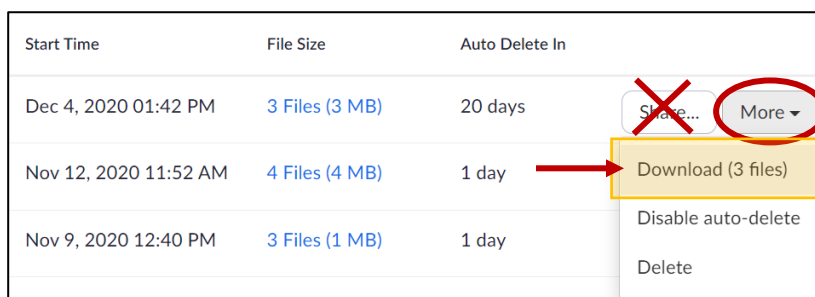 Start Time File Size Auto Delete In
Dec 4, 2020 01:42 PM 3 Files (3 MB) 20 days Share... More
Nov 12, 2020 11:52 AM 4 Files (4 MB) 1 day Download (3 files)
Disable auto-delete
Nov 9, 2020 12:40 PM 3 Files (1 MB) 1 day
Delete